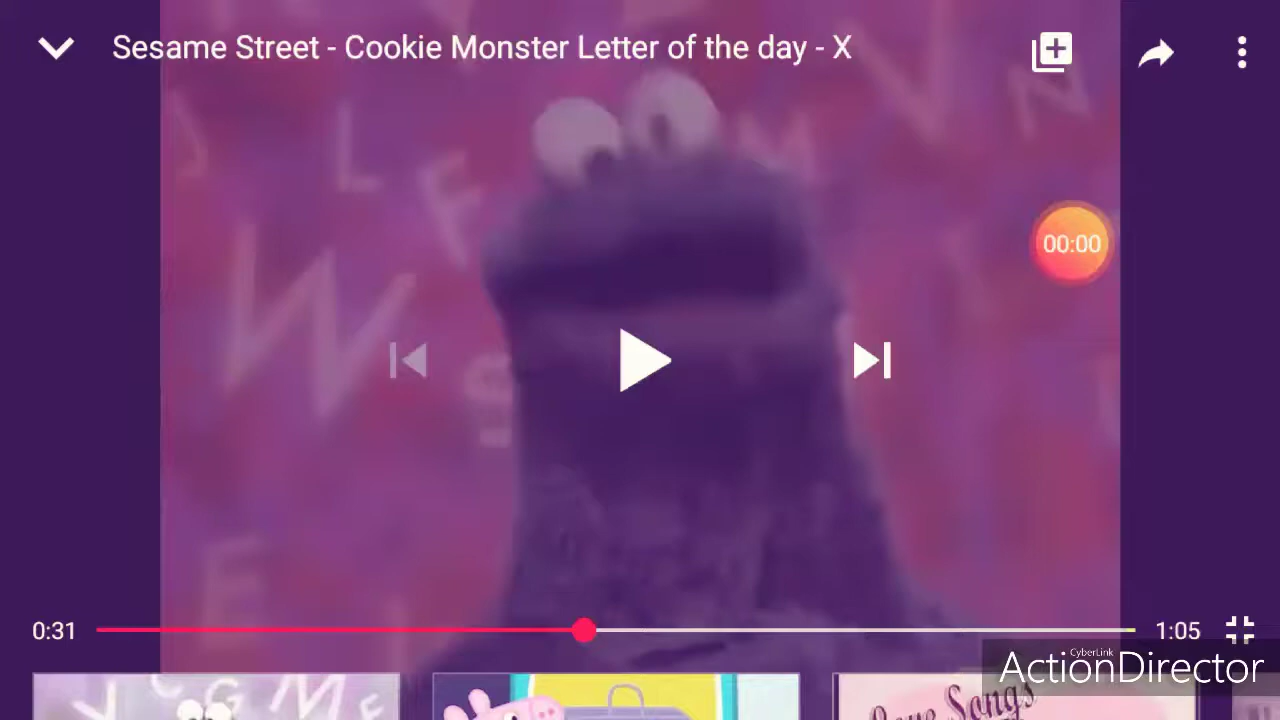 Sesame Street - Cookie Monster Letter of the day - X
L E M V N
W
00:00
S
E
0:31
1:05
CyberLink
ActionDirector
V C G M F
Love Songs